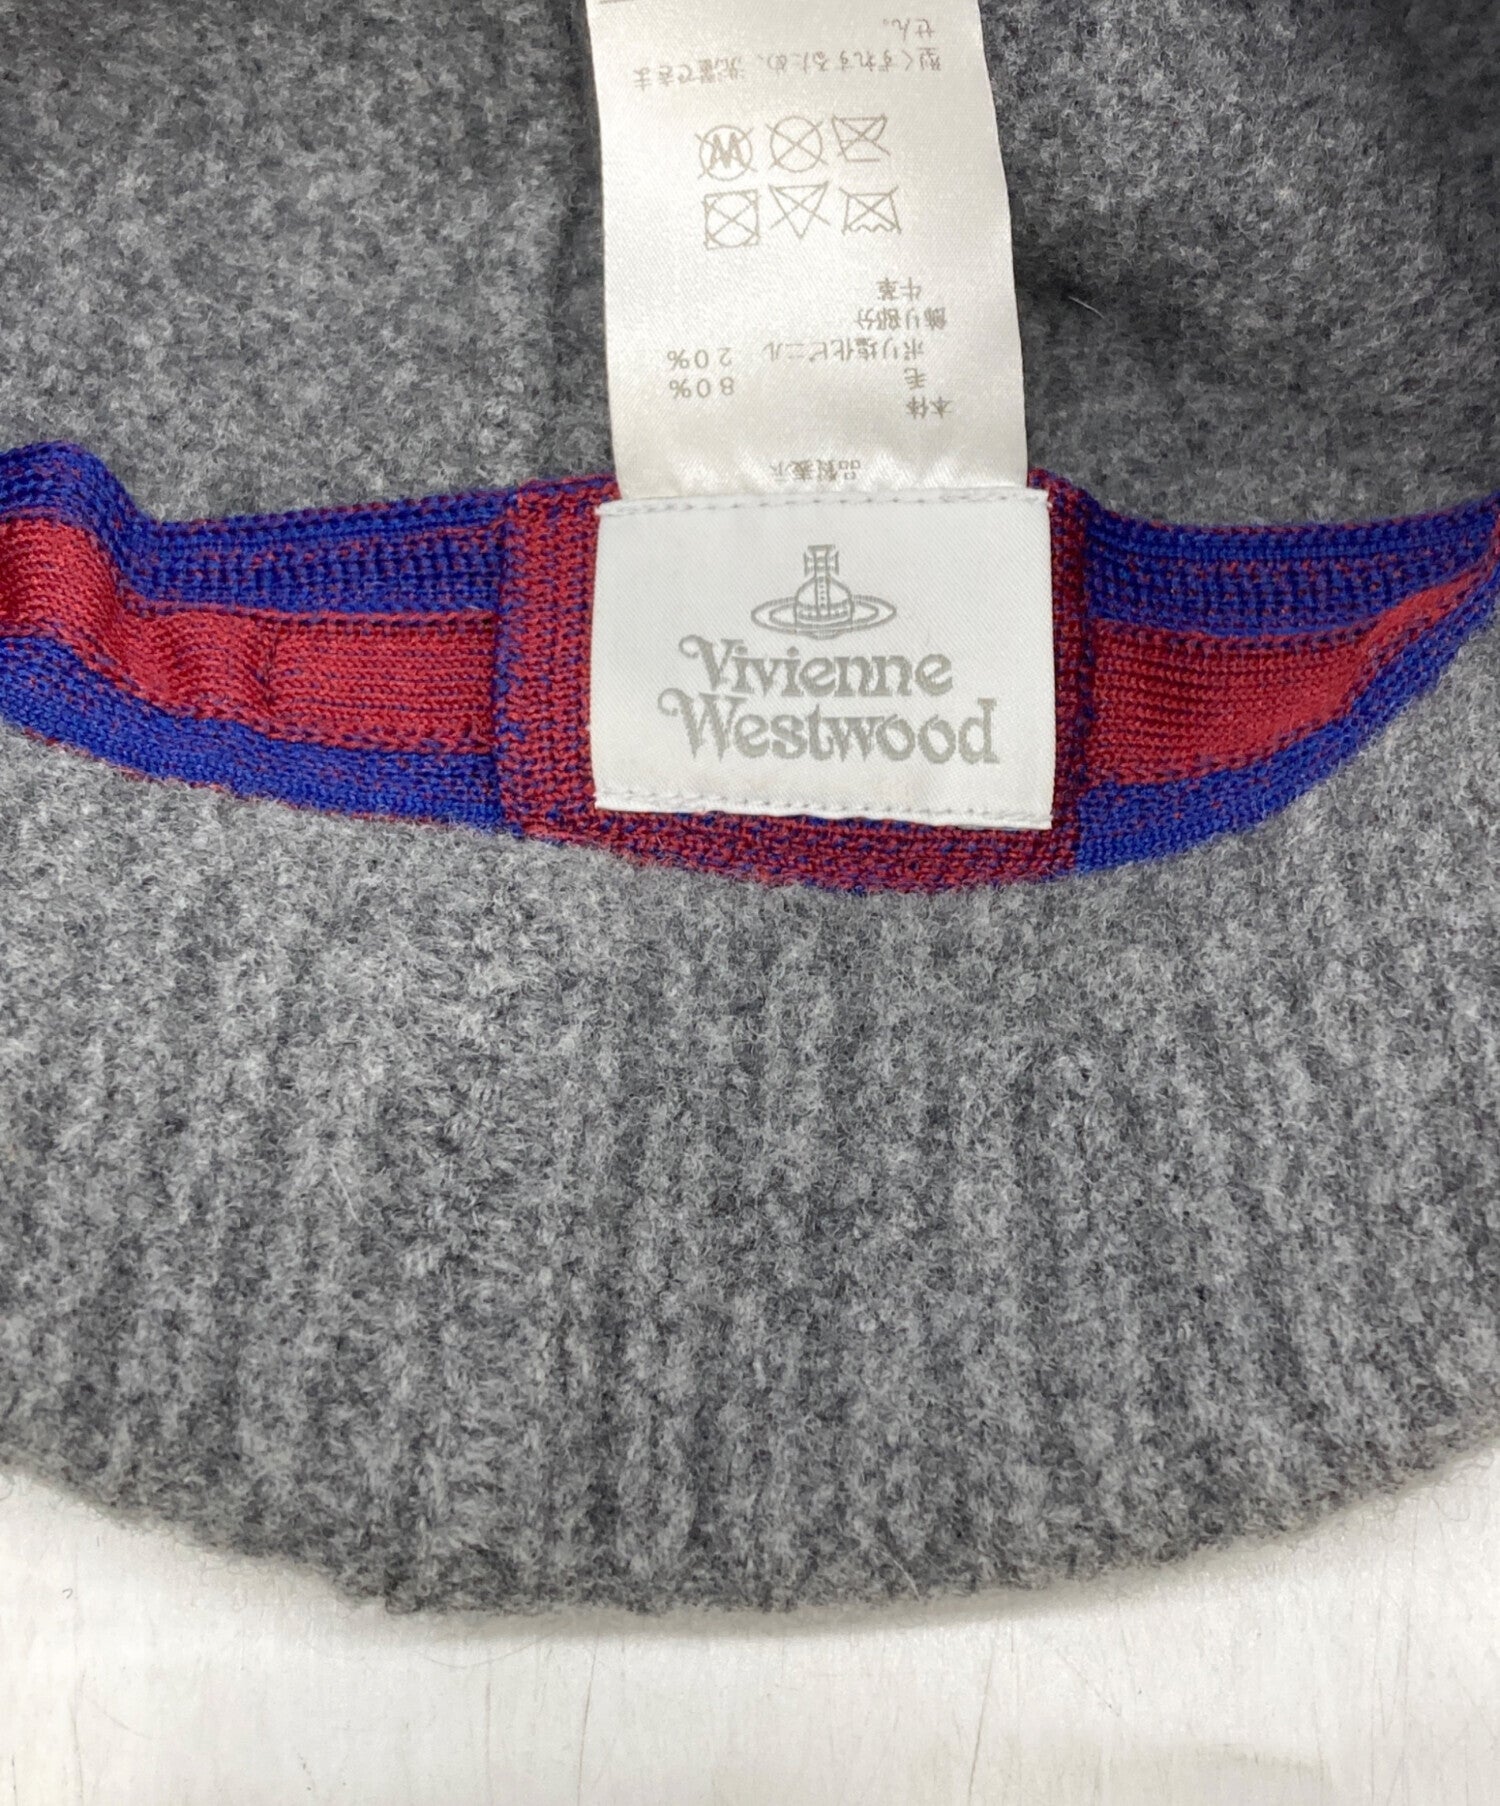 品質表示
本体
毛 80%
ポリ塩化ビニル 20%
飾り部分
牛革
型くずれするため、洗濯できま
せん。
Vivienne
Westwood